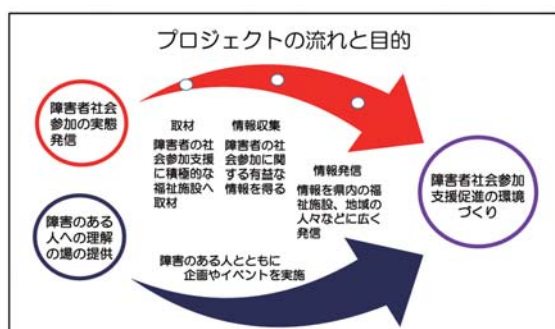 プロジェクトの流れと目的
障害者社会
参加の実態
発信
取材
障害者の社
会参加支援
に積極的な
福祉施設へ
取材
情報収集
障害者の社
会参加に関
する有益な
情報を得る
情報発信
情報を県内の福
祉施設、地域の
人々などに広く
発信
障害者社会参加
支援促進の環境
づくり
障害のある
人への理解
の場の提供
障害のある人とともに
企画やイベントを実施